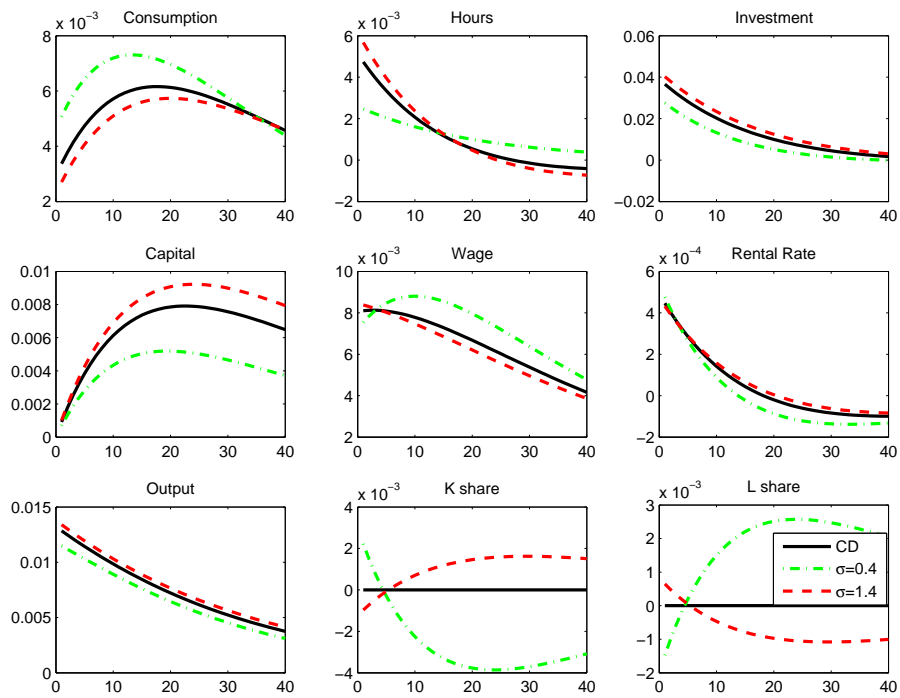 Consumption
x 10⁻³
8
6
4
2
0 10 20 30 40
Hours
x 10⁻³
6
4
2
0
−2
0 10 20 30 40
Investment
0.06
0.04
0.02
0
−0.02
0 10 20 30 40
Capital
0.01
0.008
0.006
0.004
0.002
0
0 10 20 30 40
Wage
x 10⁻³
10
8
6
4
2
0 10 20 30 40
Rental Rate
x 10⁻⁴
6
4
2
0
−2
0 10 20 30 40
Output
0.015
0.01
0.005
0
0 10 20 30 40
K share
x 10⁻³
4
2
0
−2
−4
0 10 20 30 40
L share
x 10⁻³
3
2
1
0
−1
−2
0 10 20 30 40
CD
σ=0.4
σ=1.4